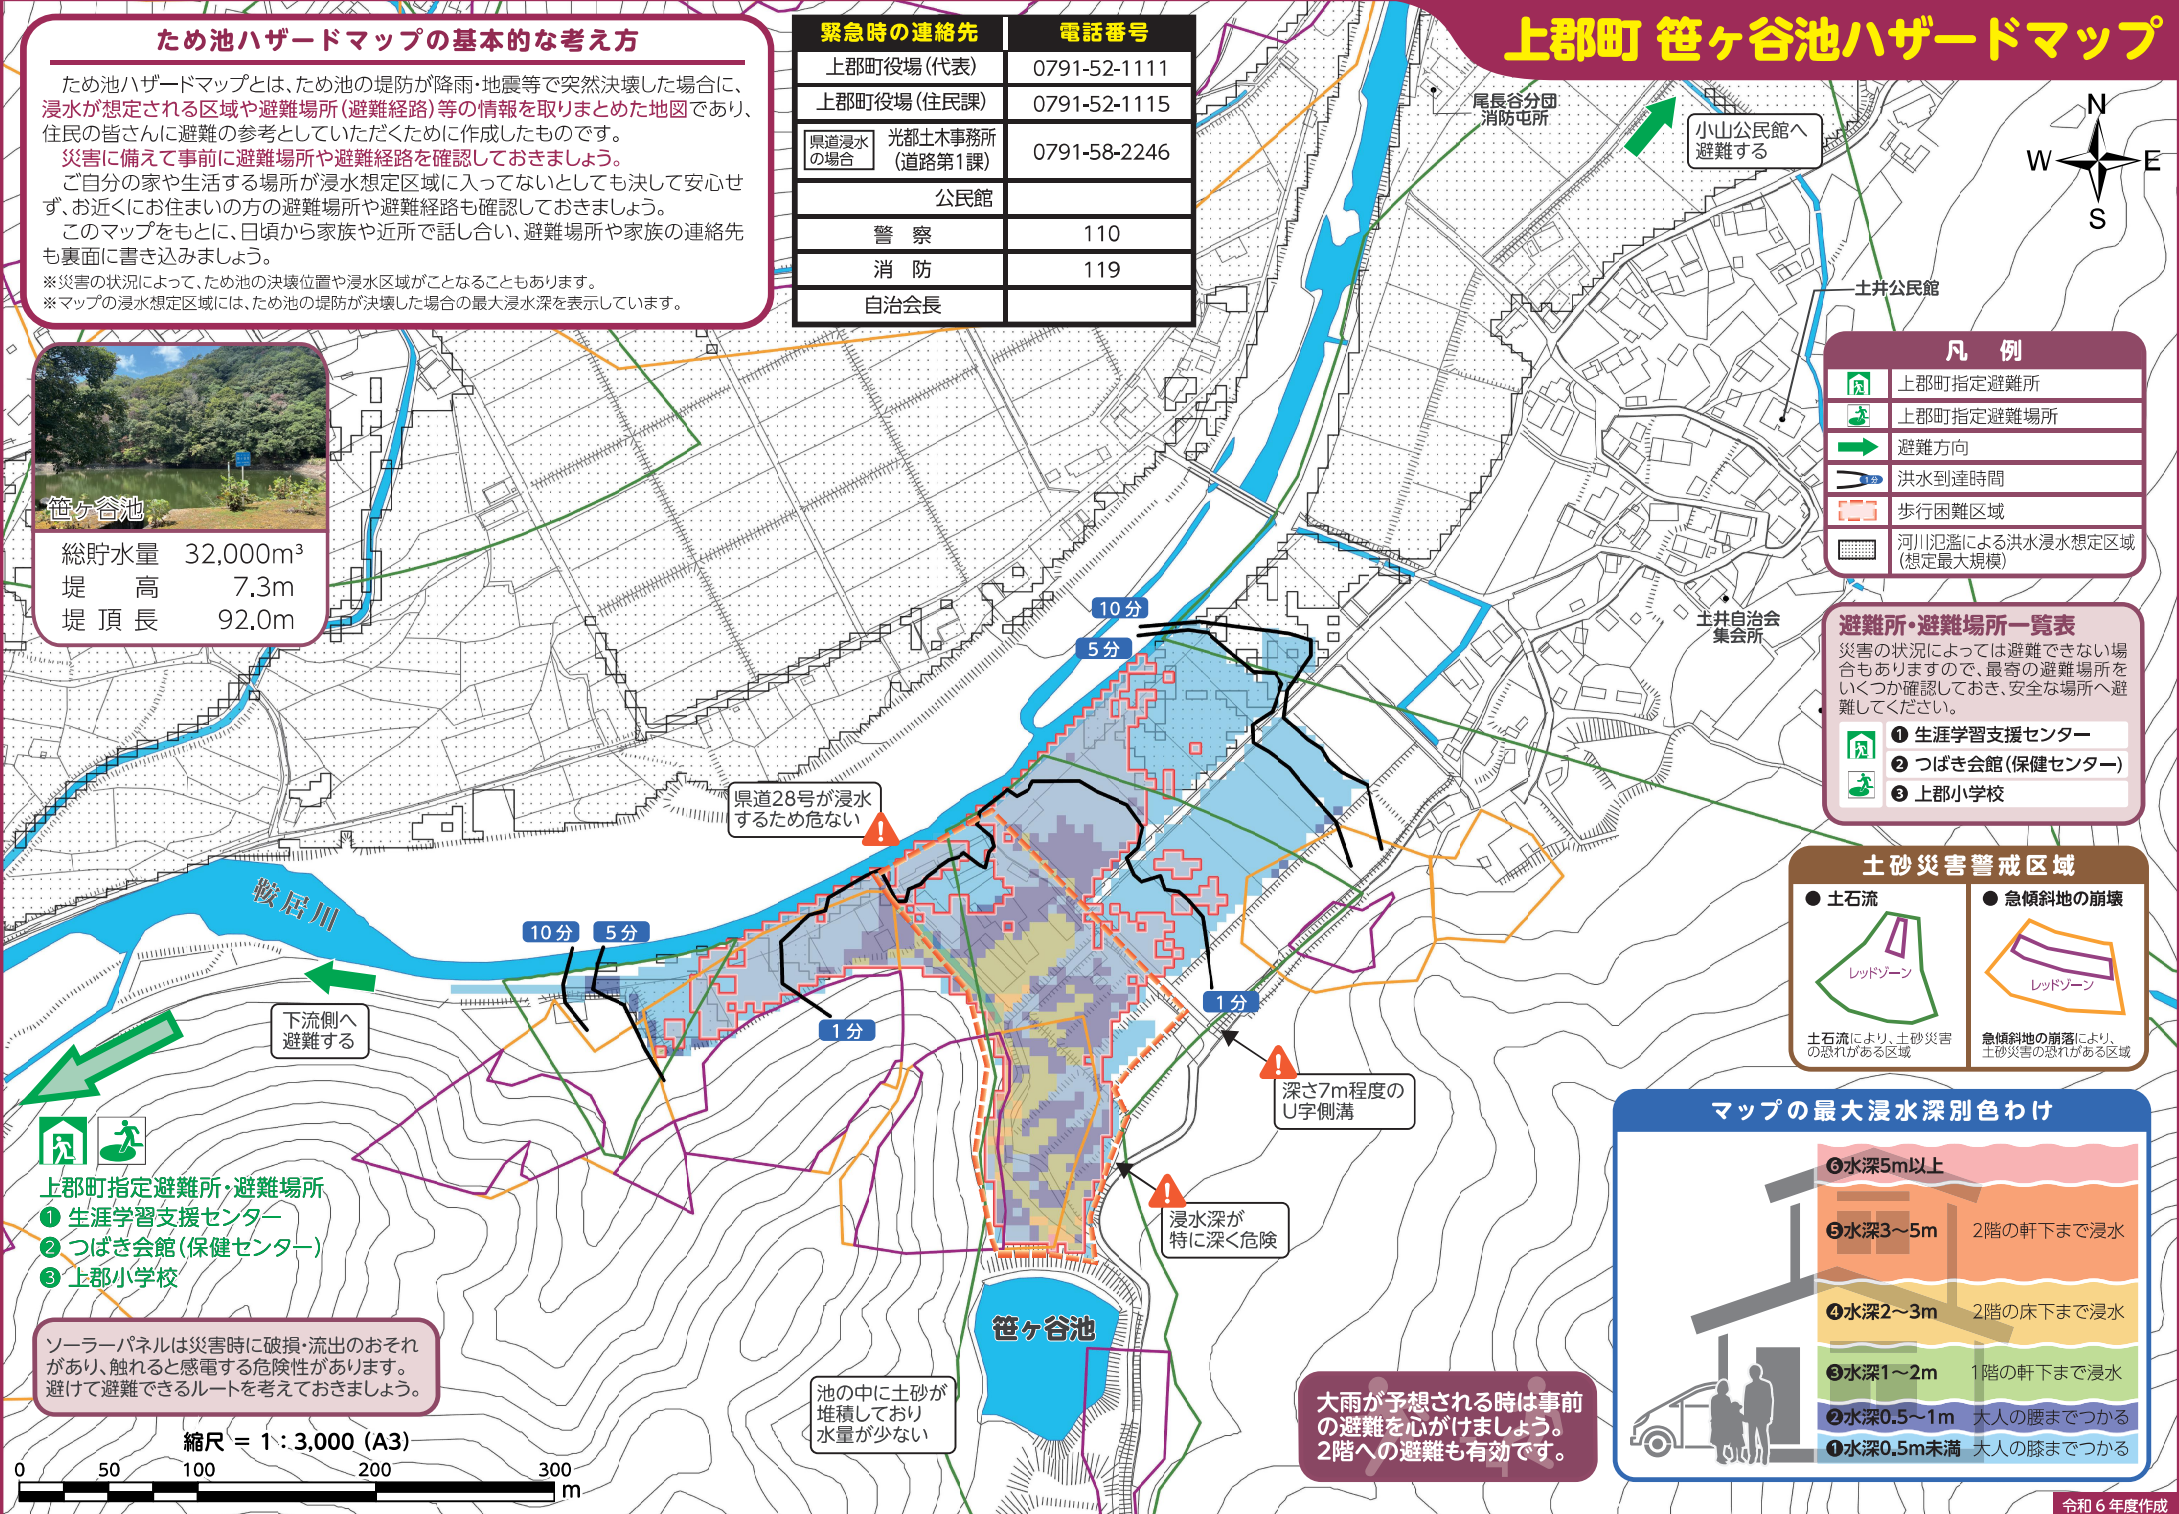 上郡町 笹ヶ谷池ハザードマップ
ため池ハザードマップの基本的な考え方
ため池ハザードマップとは、ため池の堤防が降雨・地震等で突然決壊した場合に、
浸水が想定される区域や避難場所(避難経路)等の情報を取りまとめた地図であり、
住民の皆さんに避難の参考としていただくために作成したものです。
災害に備えて事前に避難場所や避難経路を確認しておきましょう。
ご自分の家や生活する場所が浸水想定区域に入ってないとしても決して安心せ
ず、お近くにお住まいの方の避難場所や避難経路も確認しておきましょう。
このマップをもとに、日頃から家族や近所で話し合い、避難場所や家族の連絡先
も裏面に書き込みましょう。
※災害の状況によって、ため池の決壊位置や浸水区域がことなることもあります。
※マップの浸水想定区域には、ため池の堤防が決壊した場合の最大浸水深を表示しています。
緊急時の連絡先 電話番号
上郡町役場(代表) 0791-52-1111
上郡町役場(住民課) 0791-52-1115
県道浸水
の場合
光都土木事務所
(道路第1課)
0791-58-2246
公民館
警 察 110
消 防 119
自治会長
尾長谷分団
消防屯所
小山公民館へ
避難する
N
W E
S
土井公民館
笹ヶ谷池
総貯水量 32,000m³
堤 高 7.3m
堤頂長 92.0m
凡 例
上郡町指定避難所
上郡町指定避難場所
避難方向
1分 洪水到達時間
歩行困難区域
河川氾濫による洪水浸水想定区域
(想定最大規模)
土井自治会
集会所
避難所・避難場所一覧表
災害の状況によっては避難できない場
合もありますので、最寄の避難場所を
いくつか確認しておき、安全な場所へ避
難してください。
❶ 生涯学習支援センター
❷ つばき会館(保健センター)
❸ 上郡小学校
10分
5分
県道28号が浸水
するため危ない
鞍居川
10分 5分
1分
1分
下流側へ
避難する
深さ7m程度の
U字側溝
浸水深が
特に深く危険
土砂災害警戒区域
● 土石流
レッドゾーン
土石流により、土砂災害
の恐れがある区域
● 急傾斜地の崩壊
レッドゾーン
急傾斜地の崩落により、
土砂災害の恐れがある区域
上郡町指定避難所・避難場所
❶ 生涯学習支援センター
❷ つばき会館(保健センター)
❸ 上郡小学校
ソーラーパネルは災害時に破損・流出のおそれ
があり、触れると感電する危険性があります。
避けて避難できるルートを考えておきましょう。
縮尺 = 1:3,000 (A3)
0 50 100 200 300
m
笹ヶ谷池
池の中に土砂が
堆積しており
水量が少ない
大雨が予想される時は事前
の避難を心がけましょう。
2階への避難も有効です。
マップの最大浸水深別色わけ
❻水深5m以上
❺水深3〜5m 2階の軒下まで浸水
❹水深2〜3m 2階の床下まで浸水
❸水深1〜2m 1階の軒下まで浸水
❷水深0.5〜1m 大人の腰までつかる
❶水深0.5m未満 大人の膝までつかる
令和6年度作成